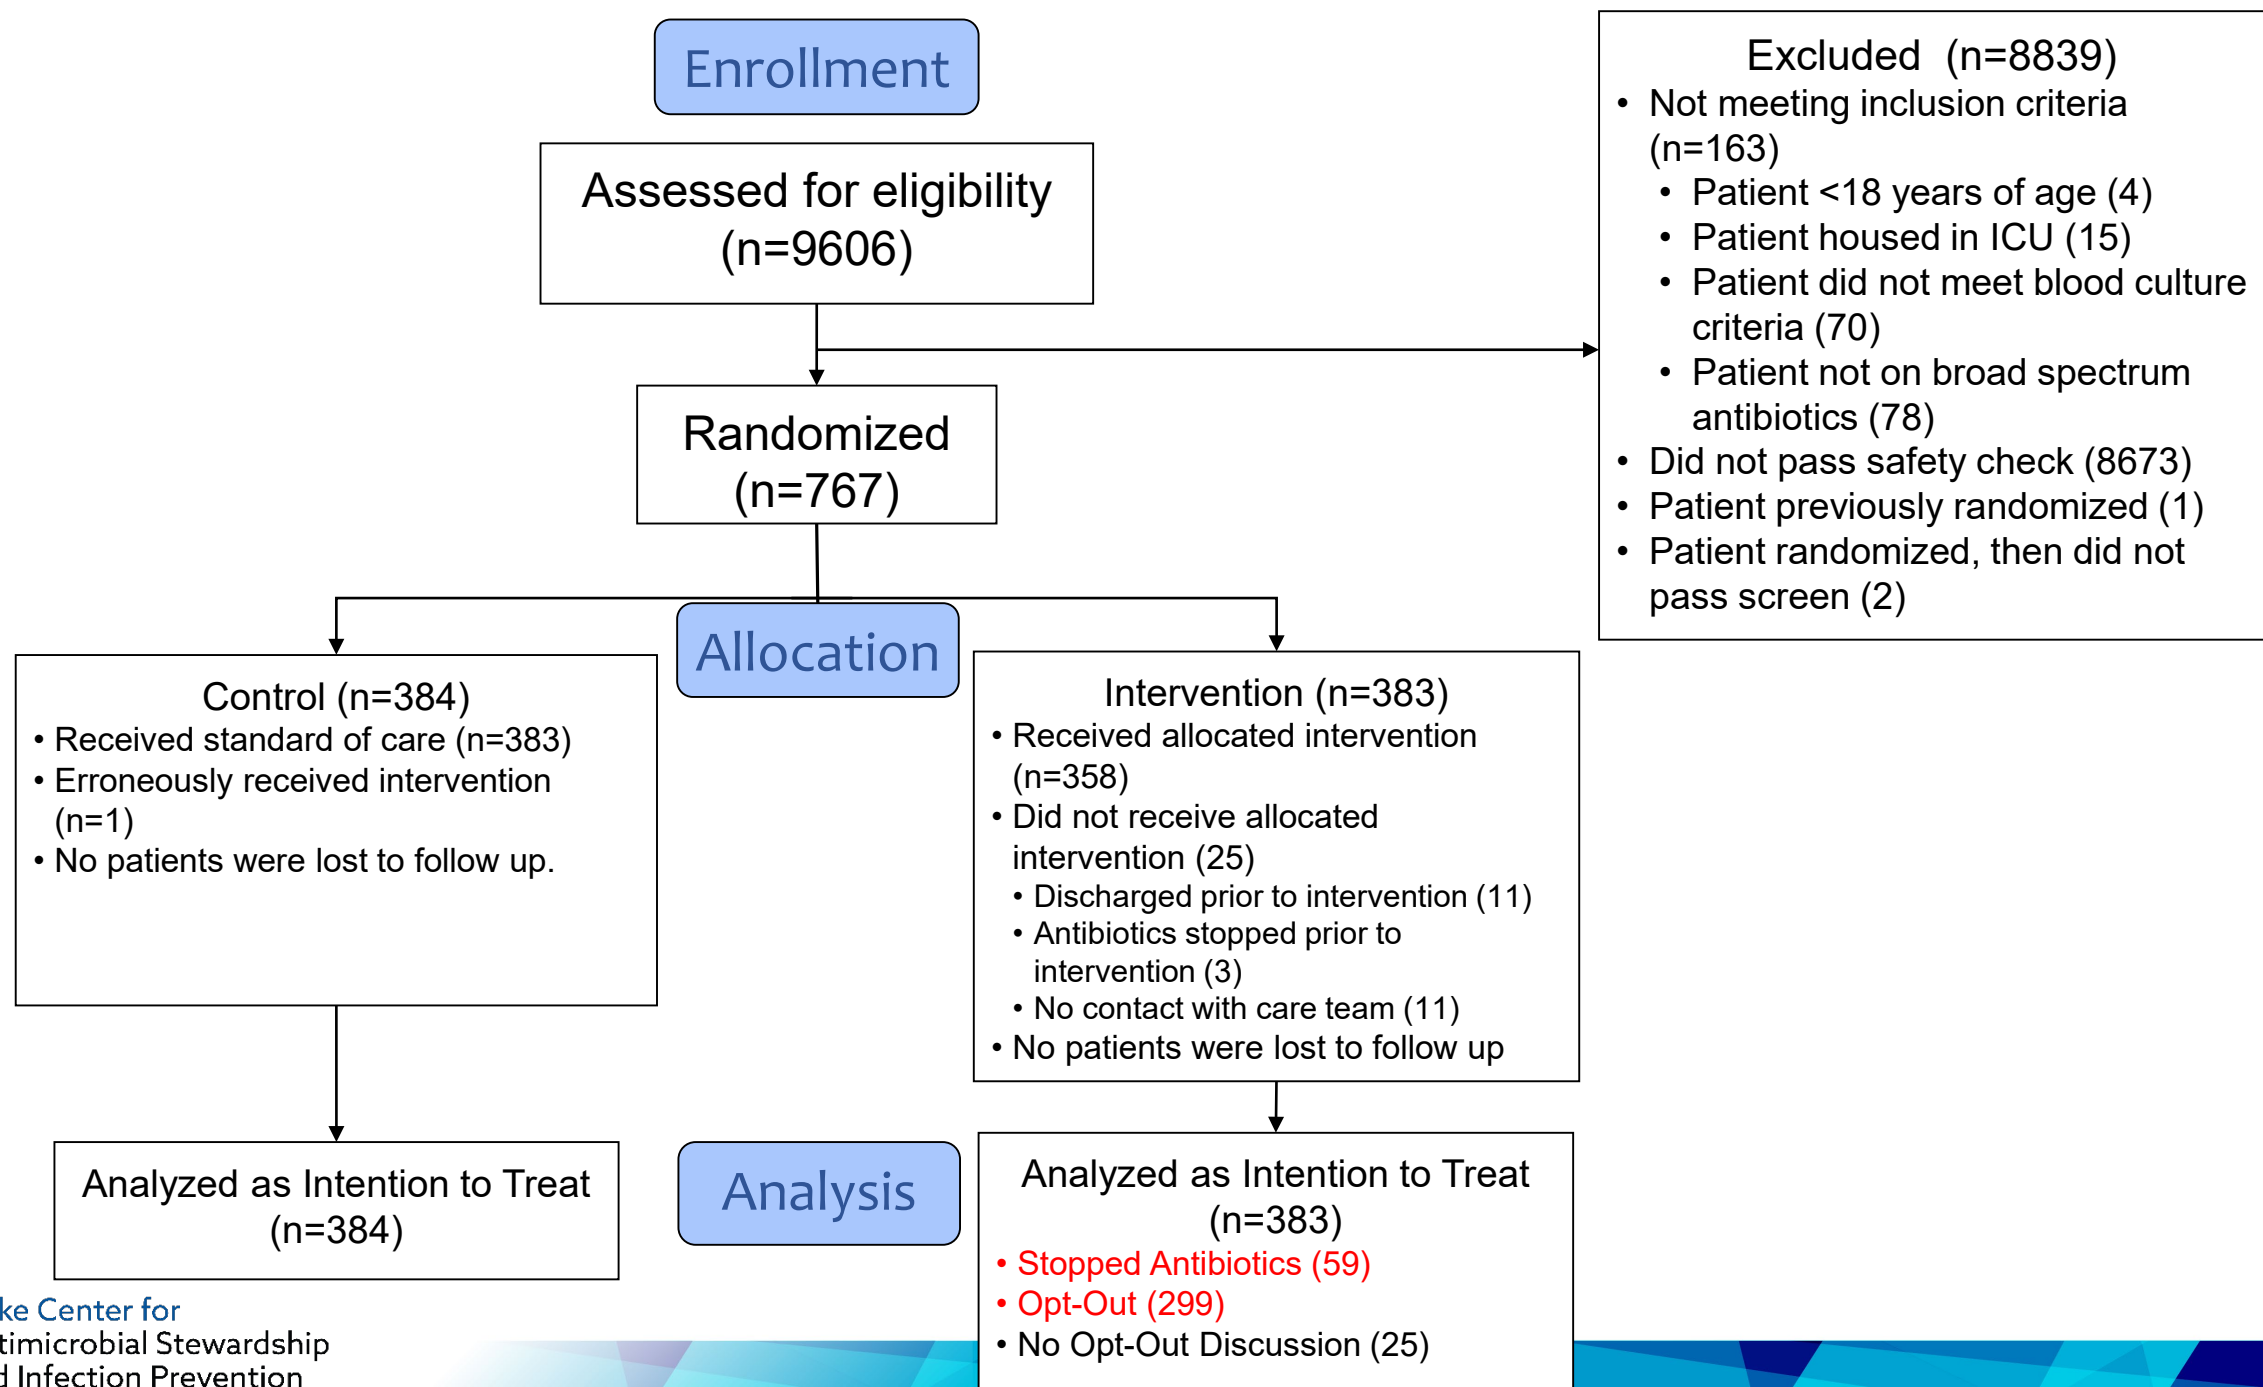 Enrollment
Assessed for eligibility
(n=9606)
Excluded (n=8839)
• Not meeting inclusion criteria
(n=163)
• Patient <18 years of age (4)
• Patient housed in ICU (15)
• Patient did not meet blood culture
criteria (70)
• Patient not on broad spectrum
antibiotics (78)
• Did not pass safety check (8673)
• Patient previously randomized (1)
• Patient randomized, then did not
pass screen (2)
Randomized
(n=767)
Allocation
Control (n=384)
• Received standard of care (n=383)
• Erroneously received intervention
(n=1)
• No patients were lost to follow up.
Intervention (n=383)
• Received allocated intervention
(n=358)
• Did not receive allocated
intervention (25)
• Discharged prior to intervention (11)
• Antibiotics stopped prior to
intervention (3)
• No contact with care team (11)
• No patients were lost to follow up
Analysis
Analyzed as Intention to Treat
(n=384)
Analyzed as Intention to Treat
(n=383)
• Stopped Antibiotics (59)
• Opt-Out (299)
• No Opt-Out Discussion (25)
ke Center for
timicrobial Stewardship
d Infection Prevention